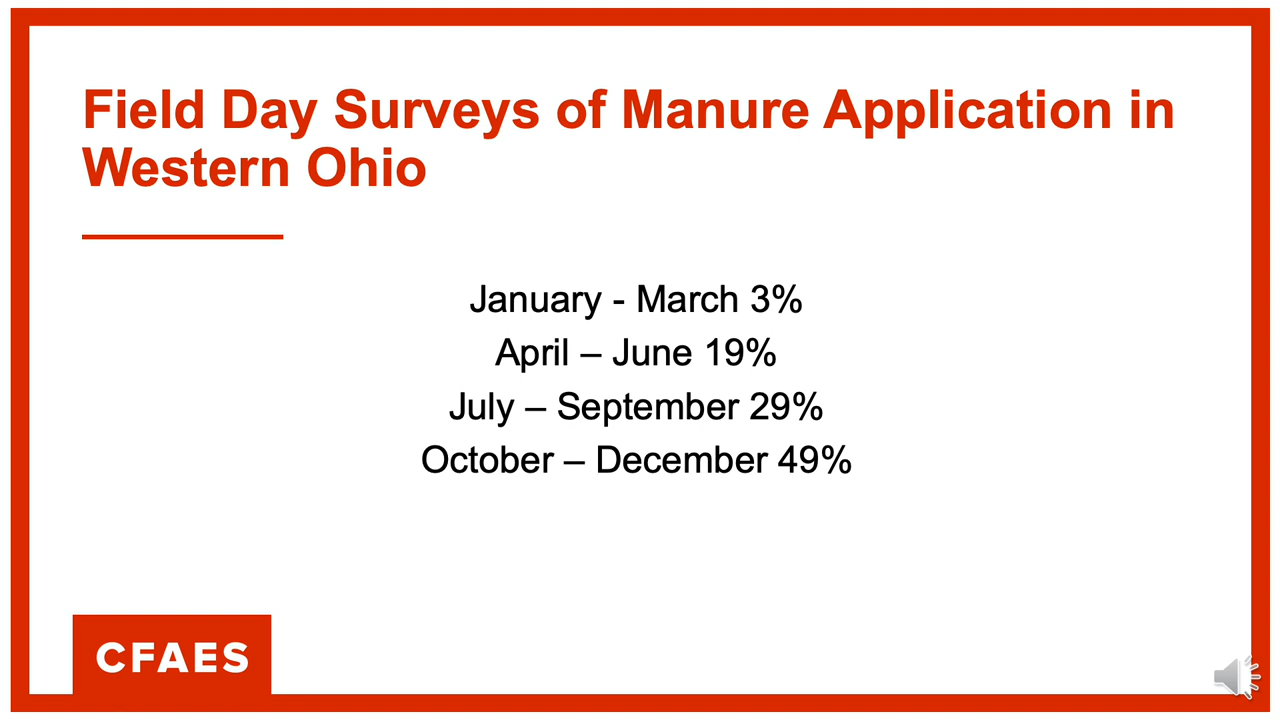 Field Day Surveys of Manure Application in
Western Ohio
January - March 3%
April – June 19%
July – September 29%
October – December 49%
CFAES